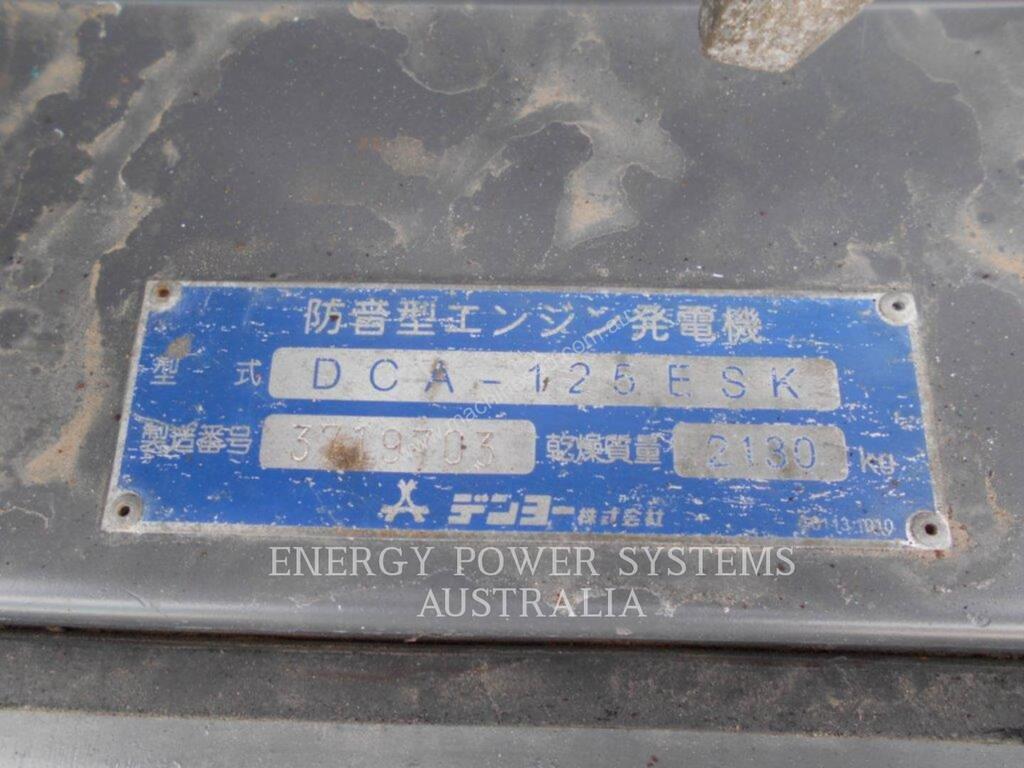 防音型エンジン発電機
型式 DCA-125ESK
製造番号 3719703 乾燥質量 2130 kg
デンヨー株式会社
ENERGY POWER SYSTEMS
AUSTRALIA